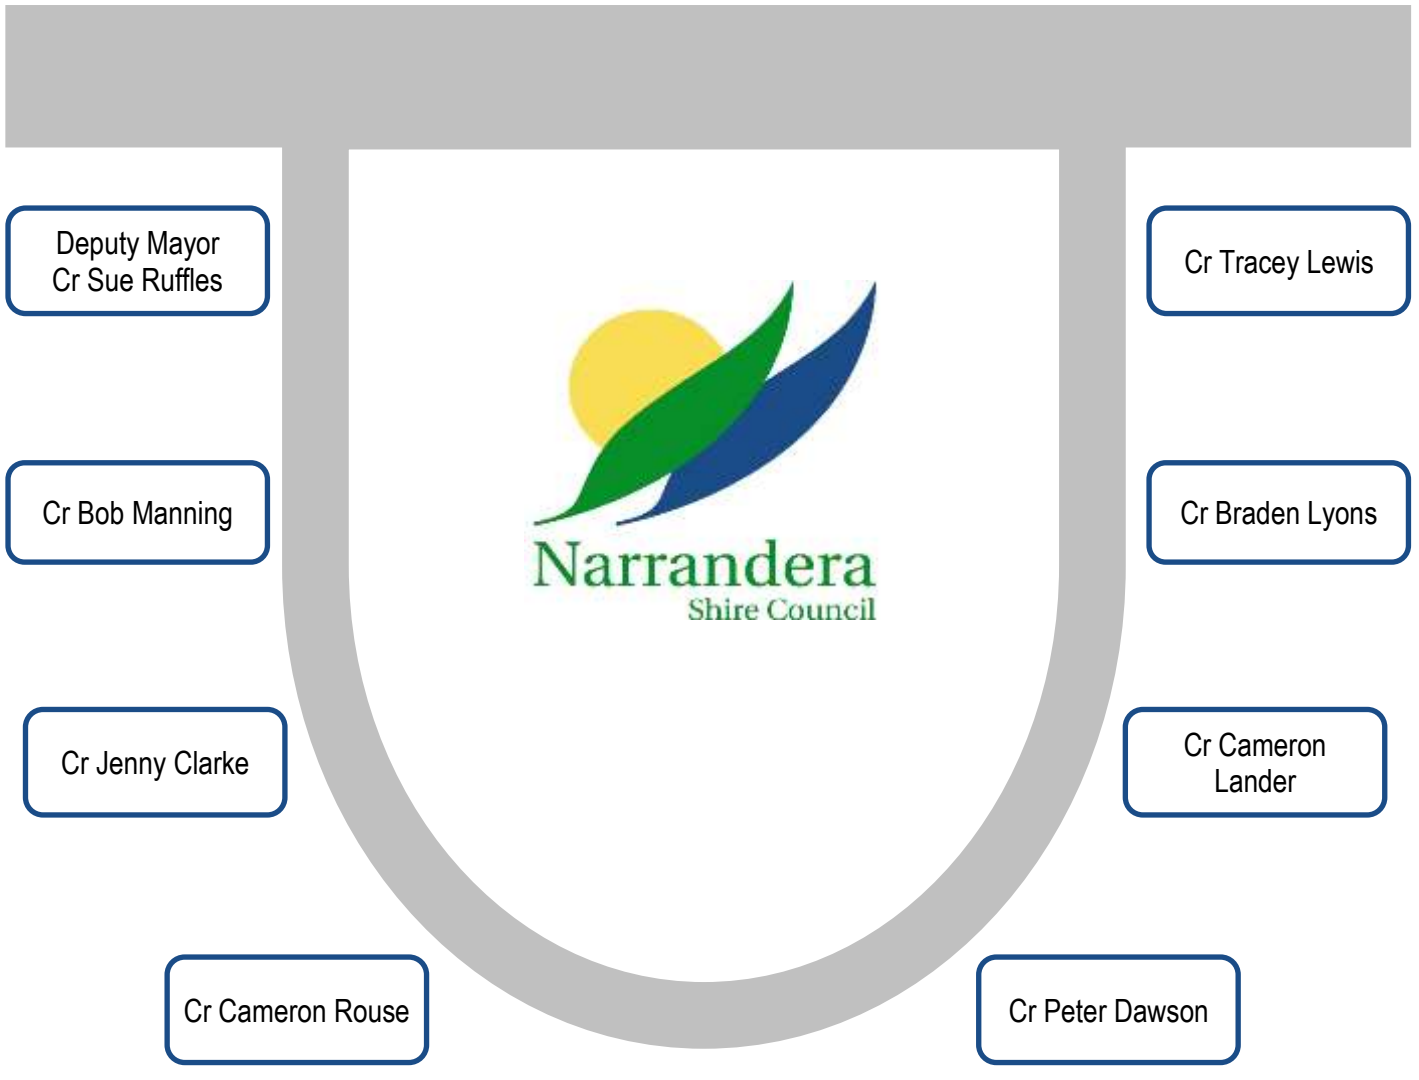 Deputy Mayor
Cr Sue Ruffles
Cr Tracey Lewis
Cr Bob Manning
Cr Braden Lyons
Narrandera
Shire Council
Cr Jenny Clarke
Cr Cameron
Lander
Cr Cameron Rouse
Cr Peter Dawson